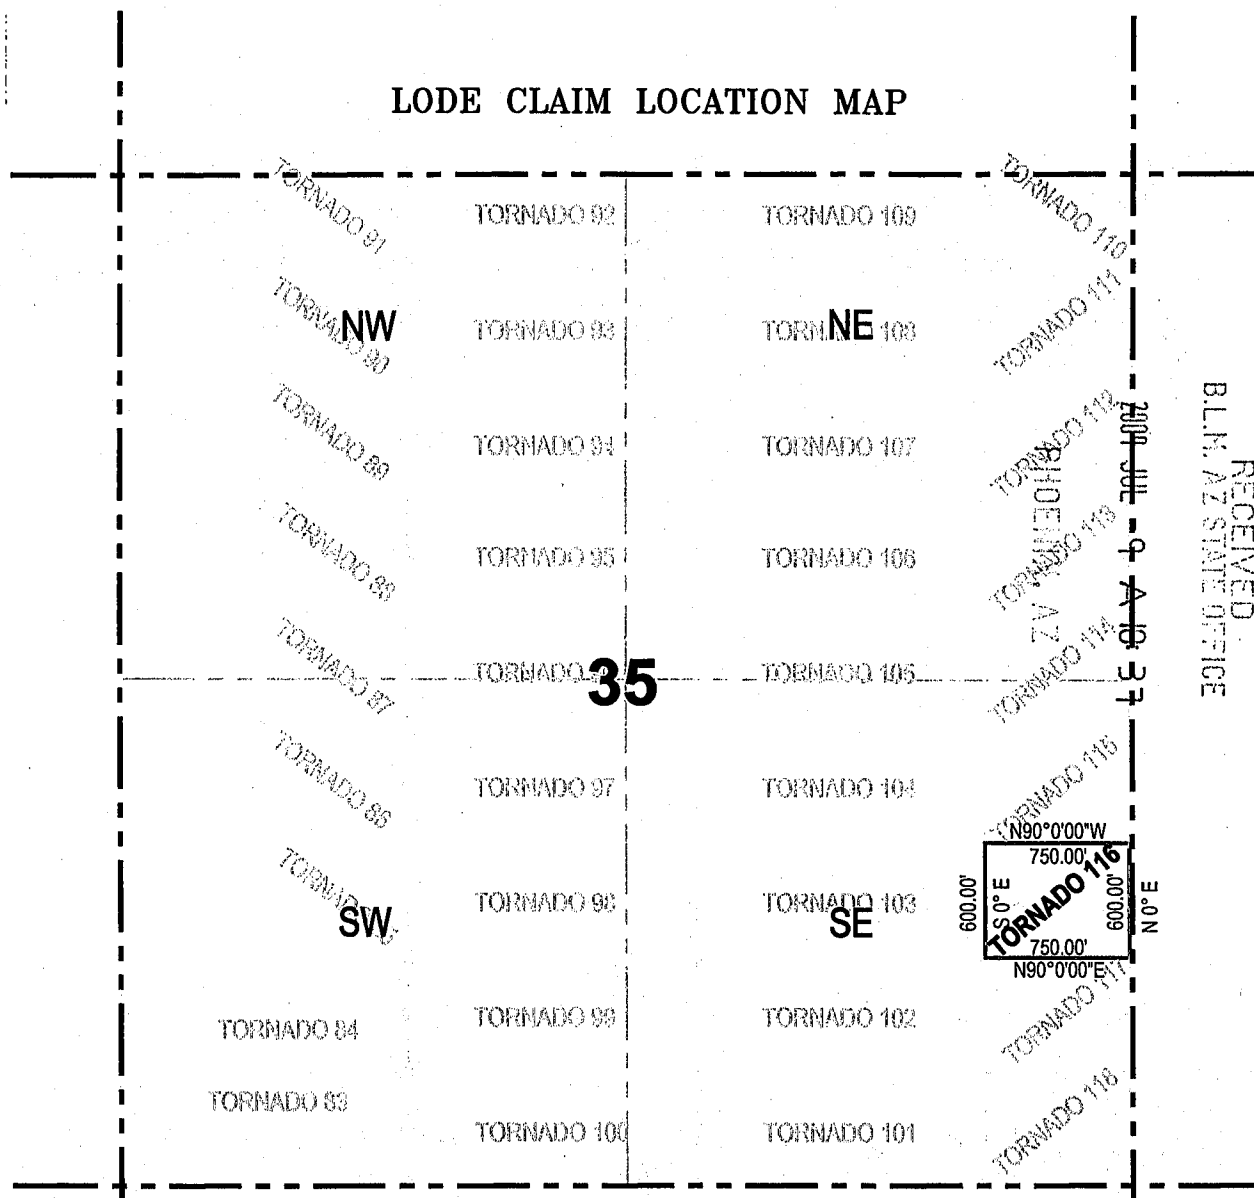 LODE CLAIM LOCATION MAP
TORNADO 91
TORNADO 92
TORNADO 109
TORNADO 110
TORNADO 90
NW
TORNADO 93
NE
TORNADO 108
TORNADO 111
TORNADO 89
TORNADO 94
TORNADO 107
TORNADO 112
RECEIVED
B.L.M. AZ STATE OFFICE
JUL - 9 A 10: 37
PHOENIX, AZ
TORNADO 88
TORNADO 95
TORNADO 106
TORNADO 113
TORNADO 87
TORNADO
35
TORNADO 105
TORNADO 114
TORNADO 86
TORNADO 97
TORNADO 104
TORNADO 115
N90°0'00"W
750.00'
600.00'
S 0° E
TORNADO 116
600.00'
N 0° E
750.00'
N90°0'00"E
SW
TORNADO 98
TORNADO 103
SE
TORNADO 84
TORNADO 99
TORNADO 102
TORNADO 117
TORNADO 83
TORNADO 100
TORNADO 101
TORNADO 118